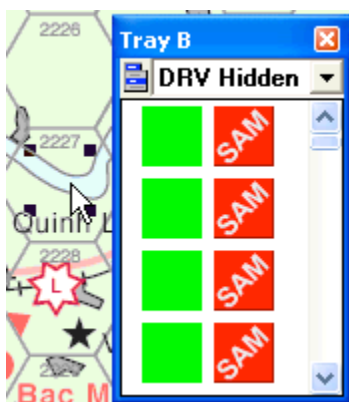 2226
Tray B
DRV Hidden
SAM
2227
SAM
Quinh L
2228
SAM
L
SAM
Bac M